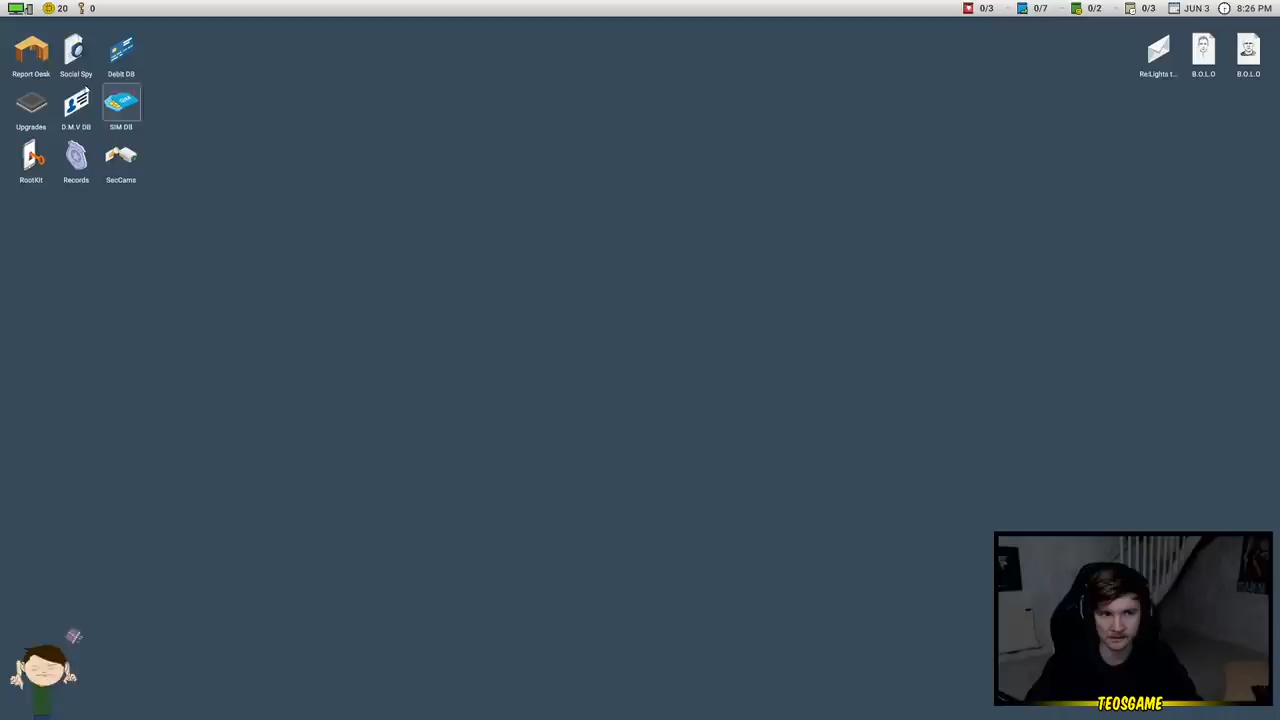 20 0 0/3 0/7 0/2 0/3 JUN 3 8:26 PM
Report Desk Social Spy Debit DB Re:Lights t... B.O.L.O B.O.L.O
Upgrades D.M.V DB SIM DB
RootKit Records SecCams
TEOSGAME